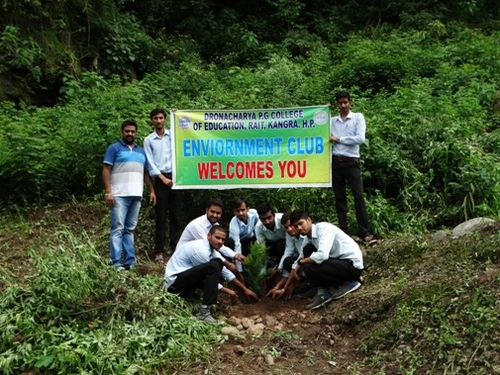 DRONACHARYA P.G COLLEGE
OF EDUCATION, RAIT, KANGRA, H.P.
ENVIORNMENT CLUB
WELCOMES YOU